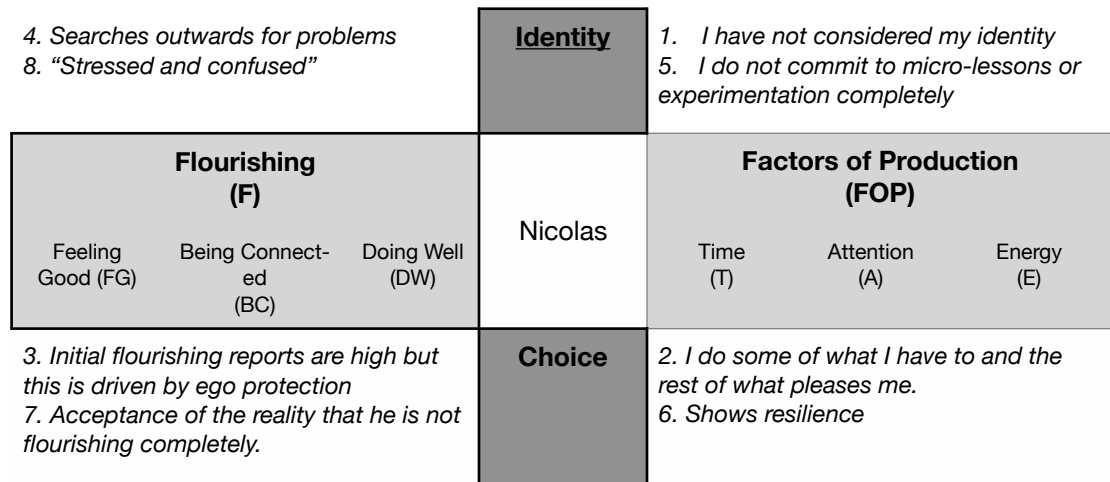 4. Searches outwards for problems
8. “Stressed and confused”
Identity
1. I have not considered my identity
5. I do not commit to micro-lessons or
experimentation completely
Flourishing
(F)
Feeling
Good (FG)
Being Connect-
ed
(BC)
Doing Well
(DW)
Nicolas
Factors of Production
(FOP)
Time
(T)
Attention
(A)
Energy
(E)
3. Initial flourishing reports are high but
this is driven by ego protection
7. Acceptance of the reality that he is not
flourishing completely.
Choice
2. I do some of what I have to and the
rest of what pleases me.
6. Shows resilience